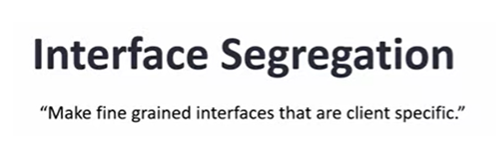 Interface Segregation
“Make fine grained interfaces that are client specific.”